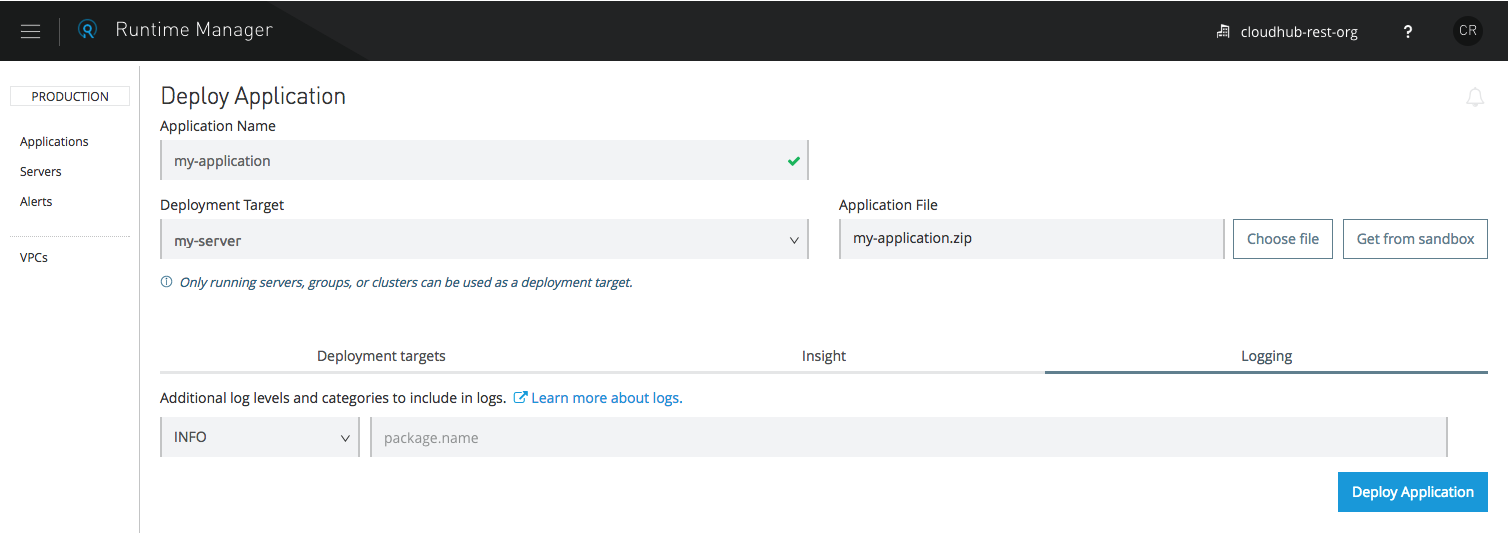 Runtime Manager
cloudhub-rest-org
?
CR
PRODUCTION
Applications
Servers
Alerts
VPCs
Deploy Application
Application Name
my-application
Deployment Target
my-server
Only running servers, groups, or clusters can be used as a deployment target.
Application File
my-application.zip
Choose file
Get from sandbox
Deployment targets
Insight
Logging
Additional log levels and categories to include in logs. Learn more about logs.
INFO
package.name
Deploy Application